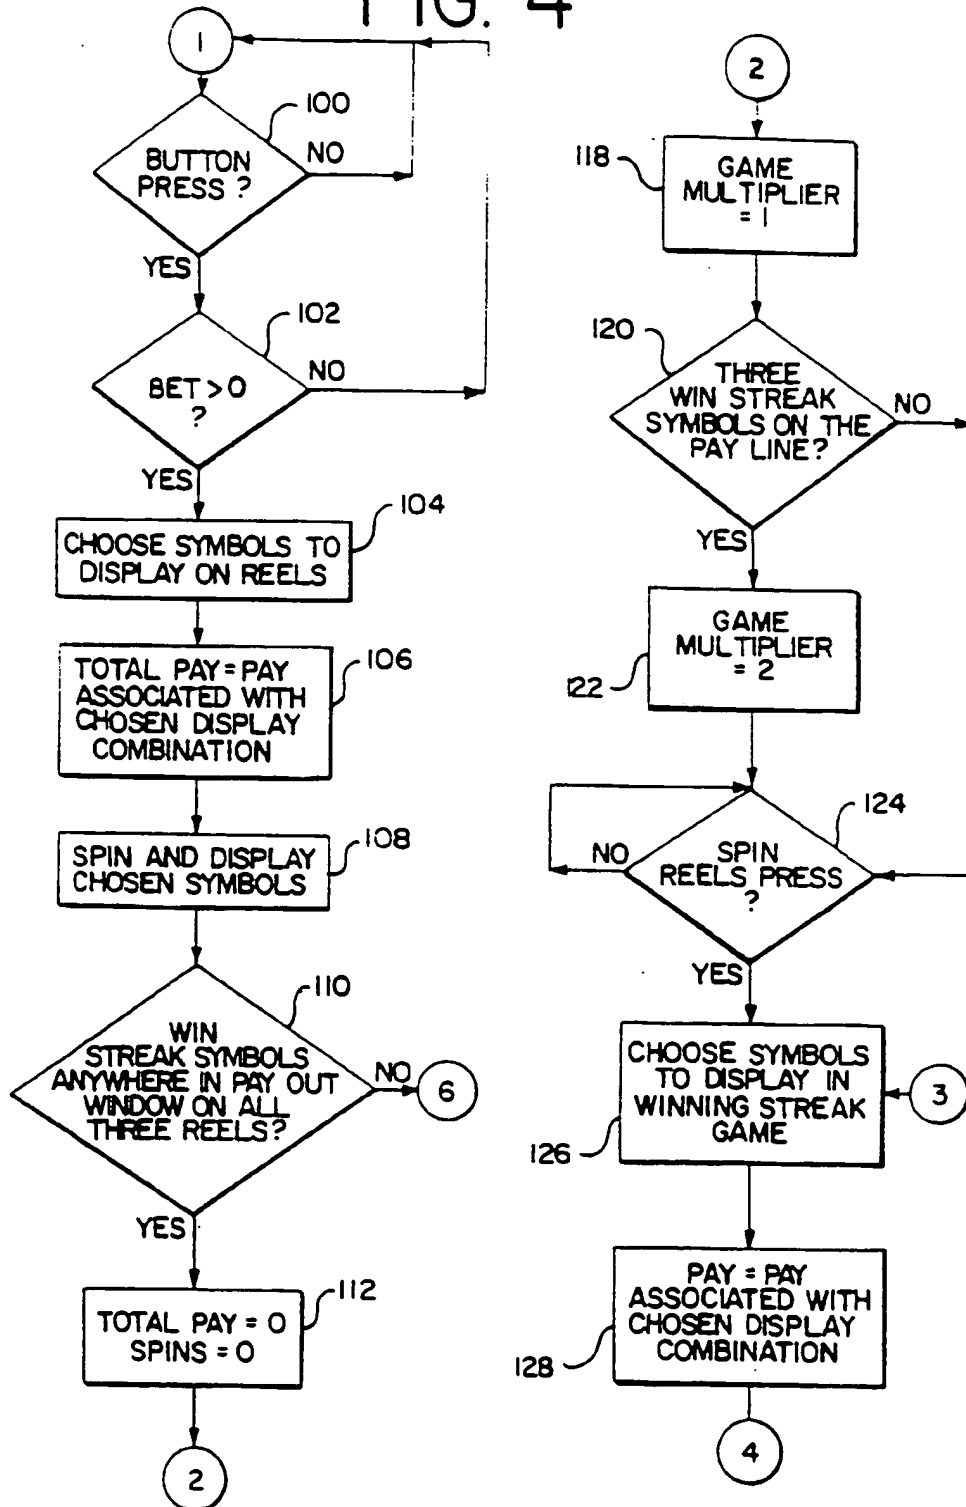 FIG. 4
1
100
BUTTON
PRESS ?
NO
YES
102
BET > 0
?
NO
YES
104
CHOOSE SYMBOLS TO
DISPLAY ON REELS
106
TOTAL PAY = PAY
ASSOCIATED WITH
CHOSEN DISPLAY
COMBINATION
108
SPIN AND DISPLAY
CHOSEN SYMBOLS
110
WIN
STREAK SYMBOLS
ANYWHERE IN PAY OUT
WINDOW ON ALL
THREE REELS?
NO
6
YES
112
TOTAL PAY = 0
SPINS = 0
2
2
118
GAME
MULTIPLIER
= 1
120
THREE
WIN STREAK
SYMBOLS ON THE
PAY LINE?
NO
YES
GAME
MULTIPLIER
= 2
122
124
SPIN
REELS PRESS
?
NO
YES
CHOOSE SYMBOLS
TO DISPLAY IN
WINNING STREAK
GAME
3
126
PAY = PAY
ASSOCIATED WITH
CHOSEN DISPLAY
COMBINATION
128
4